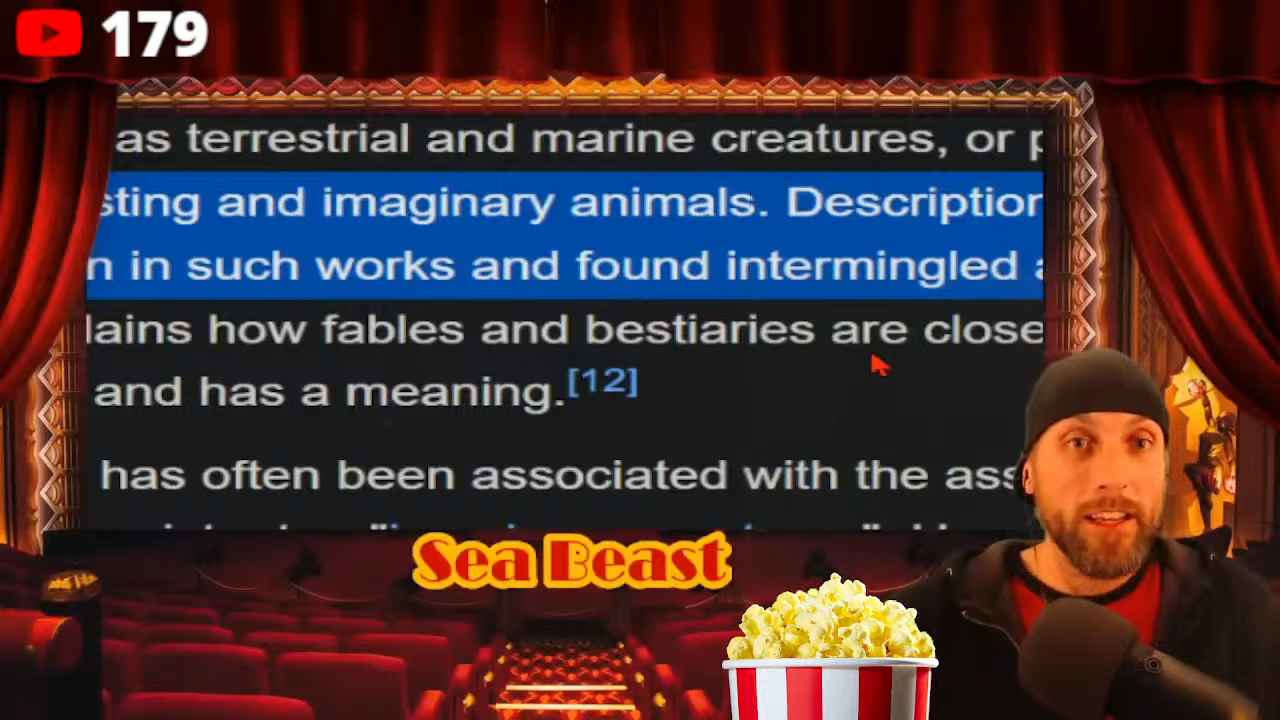 179
as terrestrial and marine creatures, or
sting and imaginary animals. Description
in such works and found intermingled
lains how fables and bestiaries are close
and has a meaning.[12]
has often been associated with the ass
Sea Beast